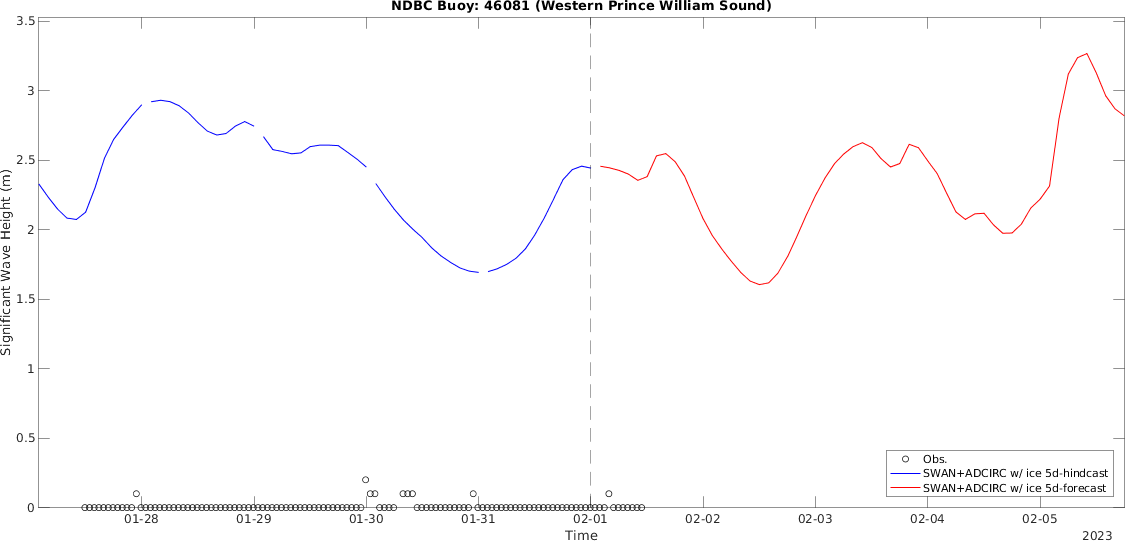 NDBC Buoy: 46081 (Western Prince William Sound)
3.5
3
2.5
2
1.5
1
0.5
0
Significant Wave Height (m)
Obs.
SWAN+ADCIRC w/ ice 5d-hindcast
SWAN+ADCIRC w/ ice 5d-forecast
01-28 01-29 01-30 01-31 02-01 02-02 02-03 02-04 02-05
Time
2023